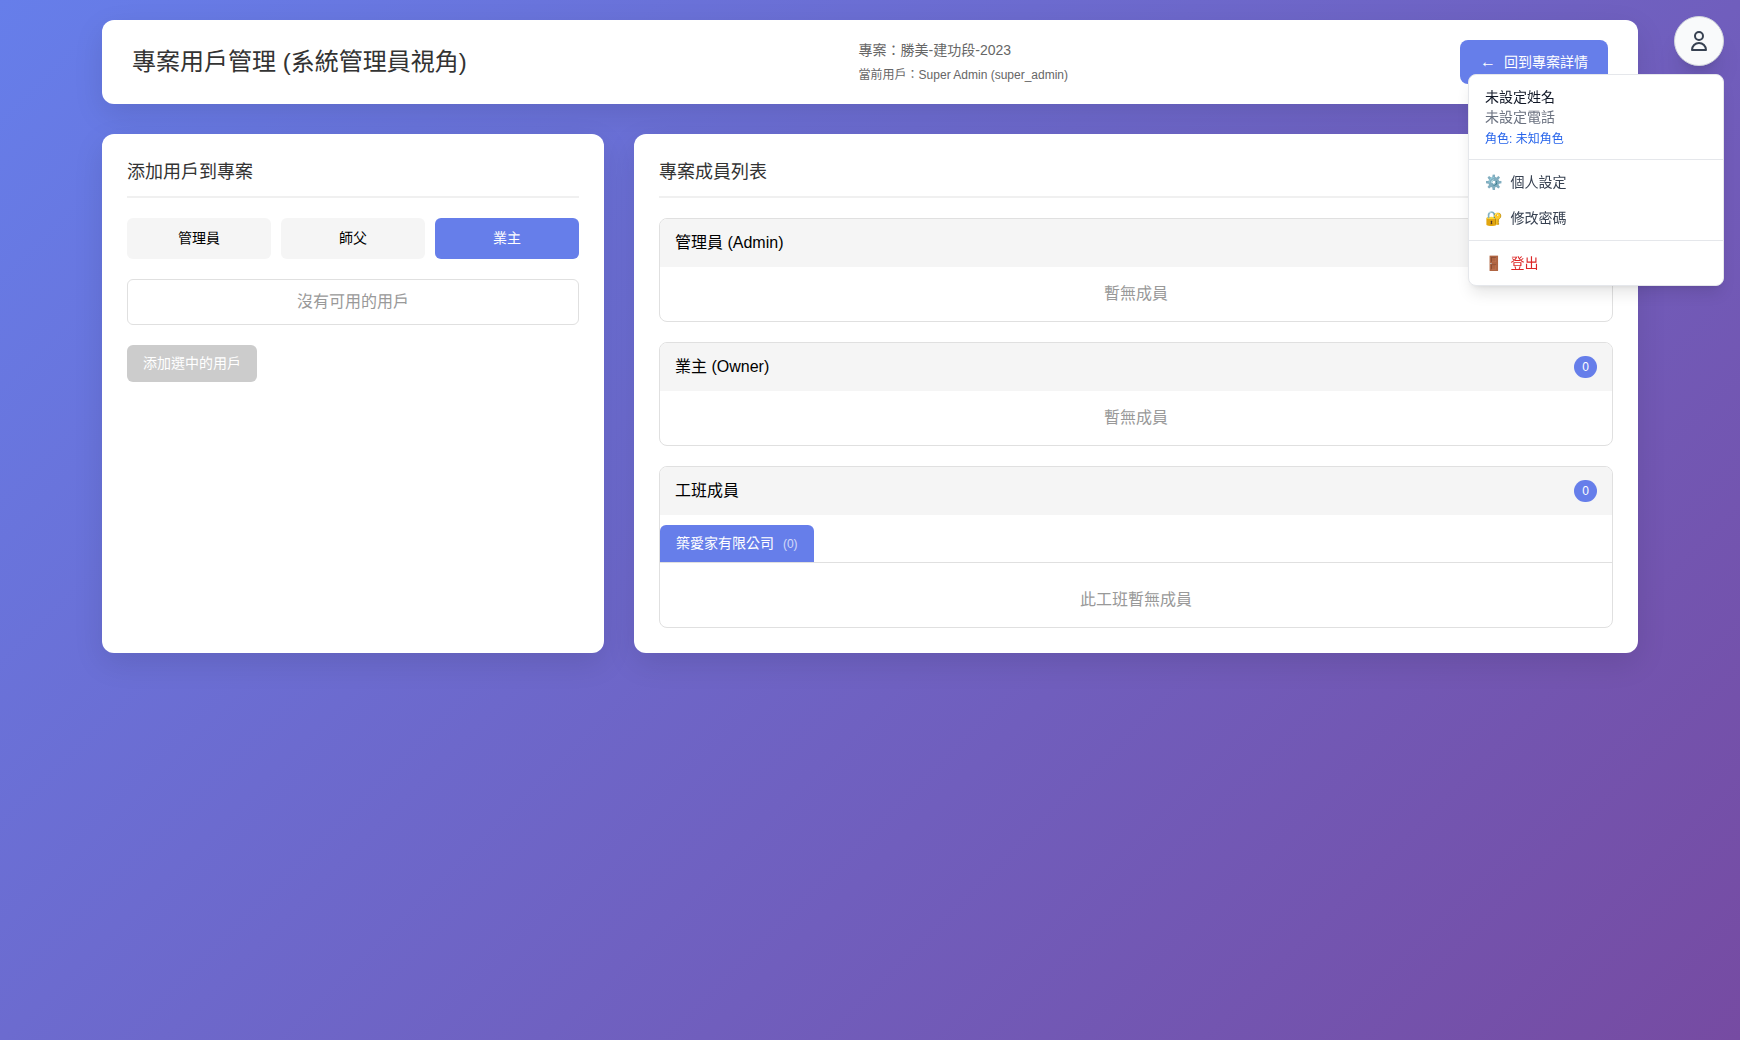 專案用戶管理 (系統管理員視角)
專案：勝美-建功段-2023
當前用戶：Super Admin (super_admin)
← 回到專案詳情
未設定姓名
未設定電話
角色: 未知角色
個人設定
修改密碼
登出
添加用戶到專案
管理員
師父
業主
沒有可用的用戶
添加選中的用戶
專案成員列表
管理員 (Admin)
暫無成員
業主 (Owner)
0
暫無成員
工班成員
0
築愛家有限公司 (0)
此工班暫無成員